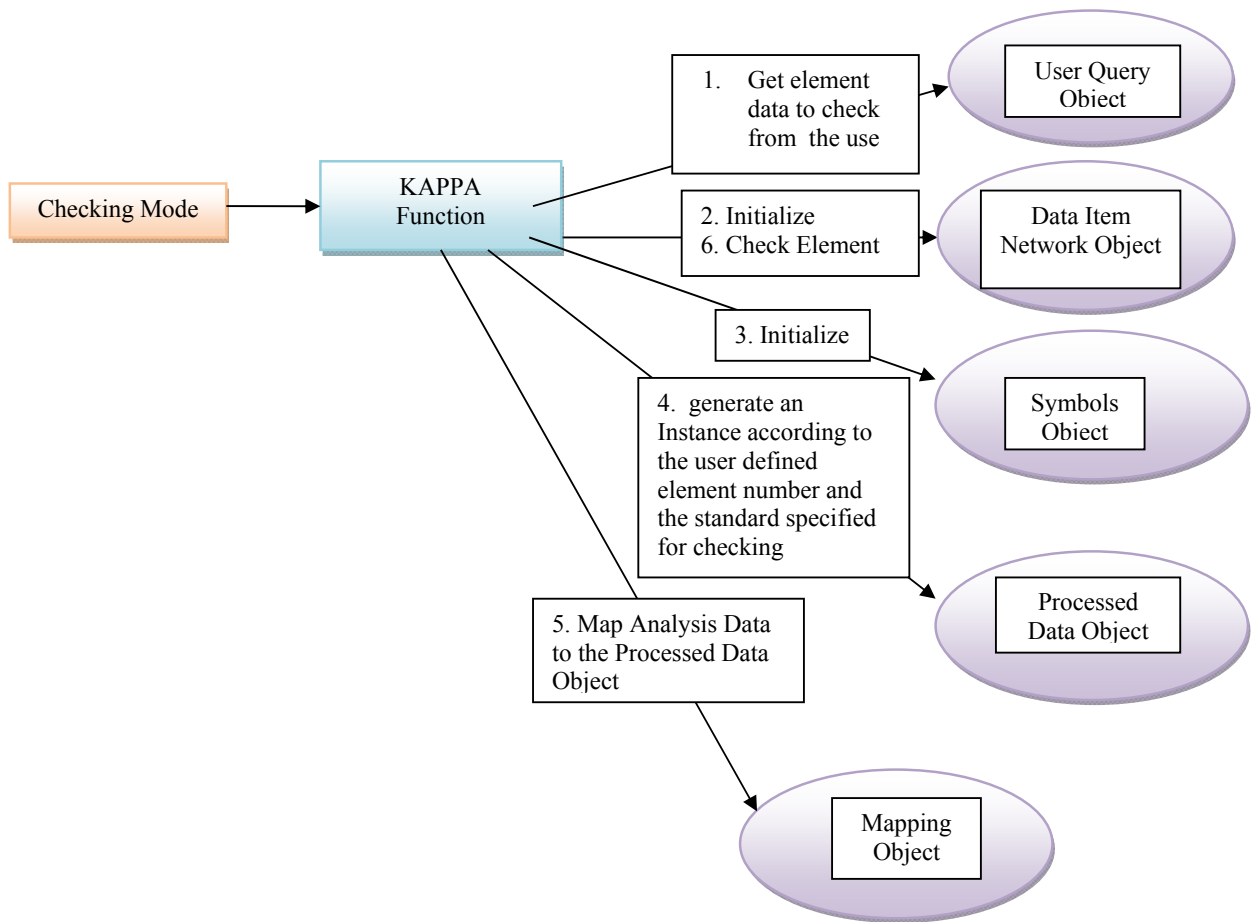 Checking Mode
KAPPA
Function
1. Get element
data to check
from the use
User Query
Object
2. Initialize
6. Check Element
Data Item
Network Object
3. Initialize
Symbols
Object
4. generate an
Instance according to
the user defined
element number and
the standard specified
for checking
Processed
Data Object
5. Map Analysis Data
to the Processed Data
Object
Mapping
Object